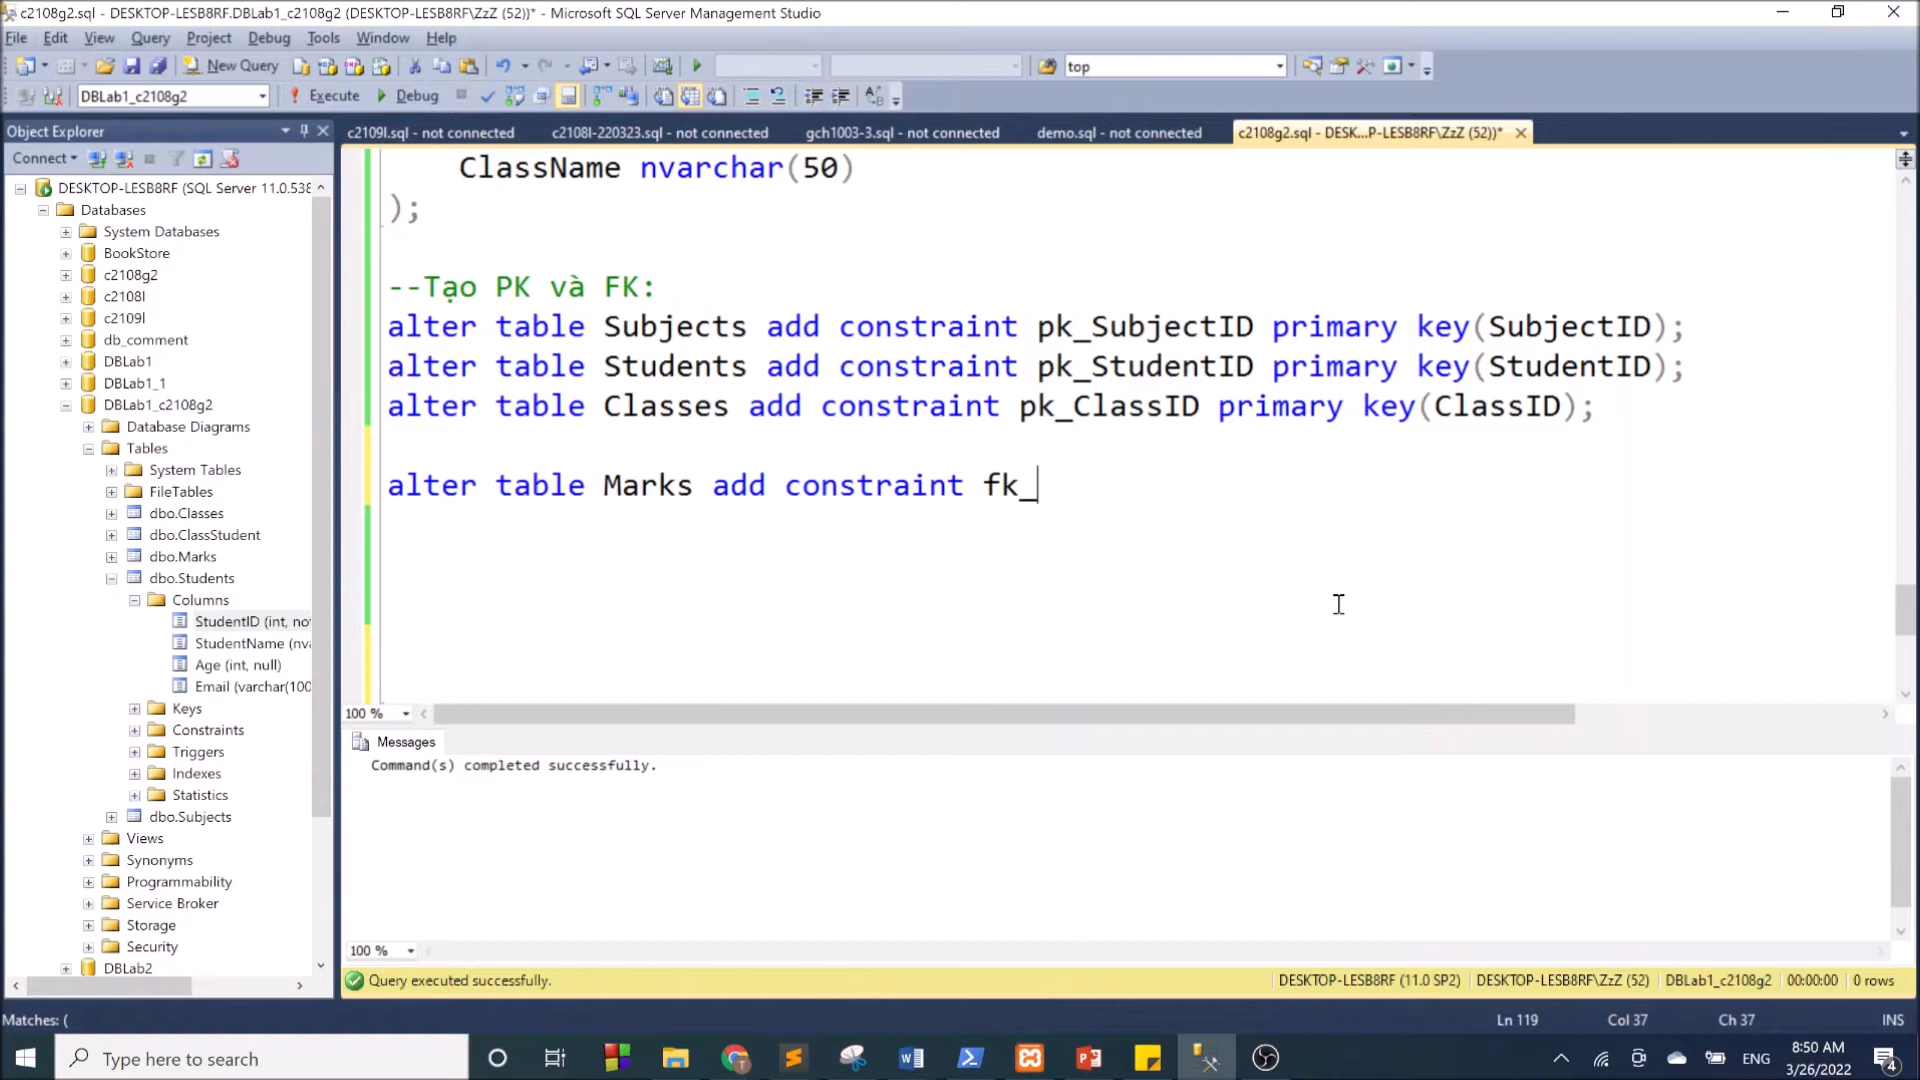 c2108g2.sql - DESKTOP-LESB8RF.DBLab1_c2108g2 (DESKTOP-LESB8RF\ZzZ (52))* - Microsoft SQL Server Management Studio
File Edit View Query Project Debug Tools Window Help
New Query top
DBLab1_c2108g2 Execute Debug
Object Explorer
c2109l.sql - not connected c2108l-220323.sql - not connected gch1003-3.sql - not connected demo.sql - not connected c2108g2.sql - DESK...P-LESB8RF\ZzZ (52))*
Connect
DESKTOP-LESB8RF (SQL Server 11.0.538
Databases
System Databases
BookStore
c2108g2
c2108l
c2109l
db_comment
DBLab1
DBLab1_1
DBLab1_c2108g2
Database Diagrams
Tables
System Tables
FileTables
dbo.Classes
dbo.ClassStudent
dbo.Marks
dbo.Students
Columns
StudentID (int, no
StudentName (nva
Age (int, null)
Email (varchar(100
Keys
Constraints
Triggers
Indexes
Statistics
dbo.Subjects
Views
Synonyms
Programmability
Service Broker
Storage
Security
DBLab2
ClassName nvarchar(50)
);
--Tạo PK và FK:
alter table Subjects add constraint pk_SubjectID primary key(SubjectID);
alter table Students add constraint pk_StudentID primary key(StudentID);
alter table Classes add constraint pk_ClassID primary key(ClassID);
alter table Marks add constraint fk_
100 %
Messages
Command(s) completed successfully.
100 %
Query executed successfully. DESKTOP-LESB8RF (11.0 SP2) DESKTOP-LESB8RF\ZzZ (52) DBLab1_c2108g2 00:00:00 0 rows
Matches: ( Ln 119 Col 37 Ch 37 INS
Type here to search
ENG
8:50 AM
3/26/2022
4